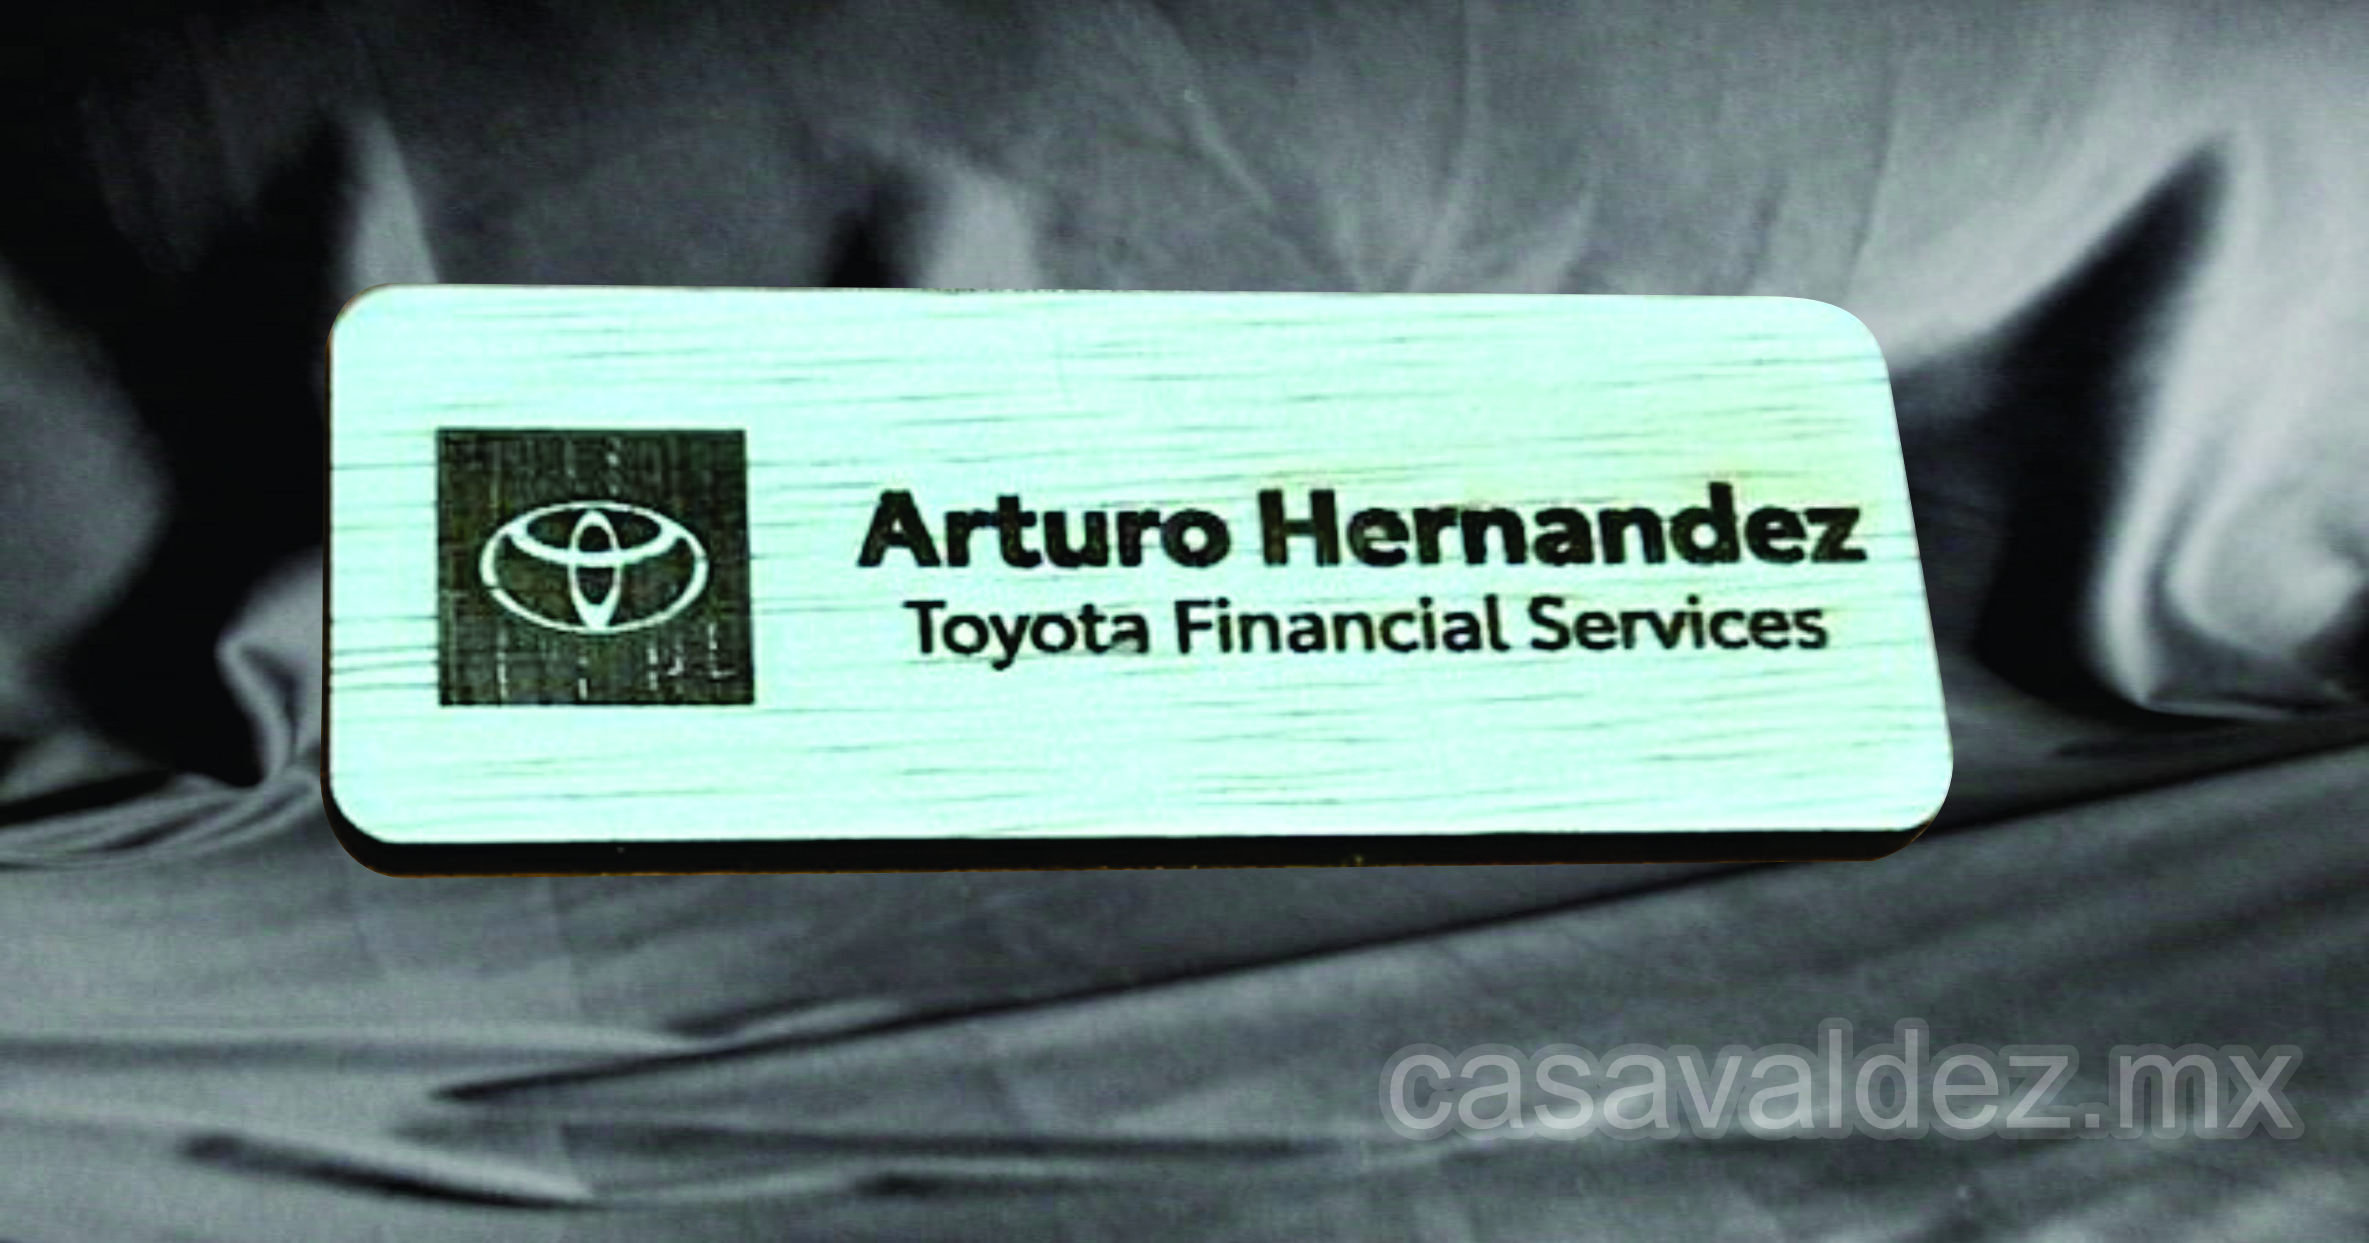 Arturo Hernandez
Toyota Financial Services
casavaldez.mx